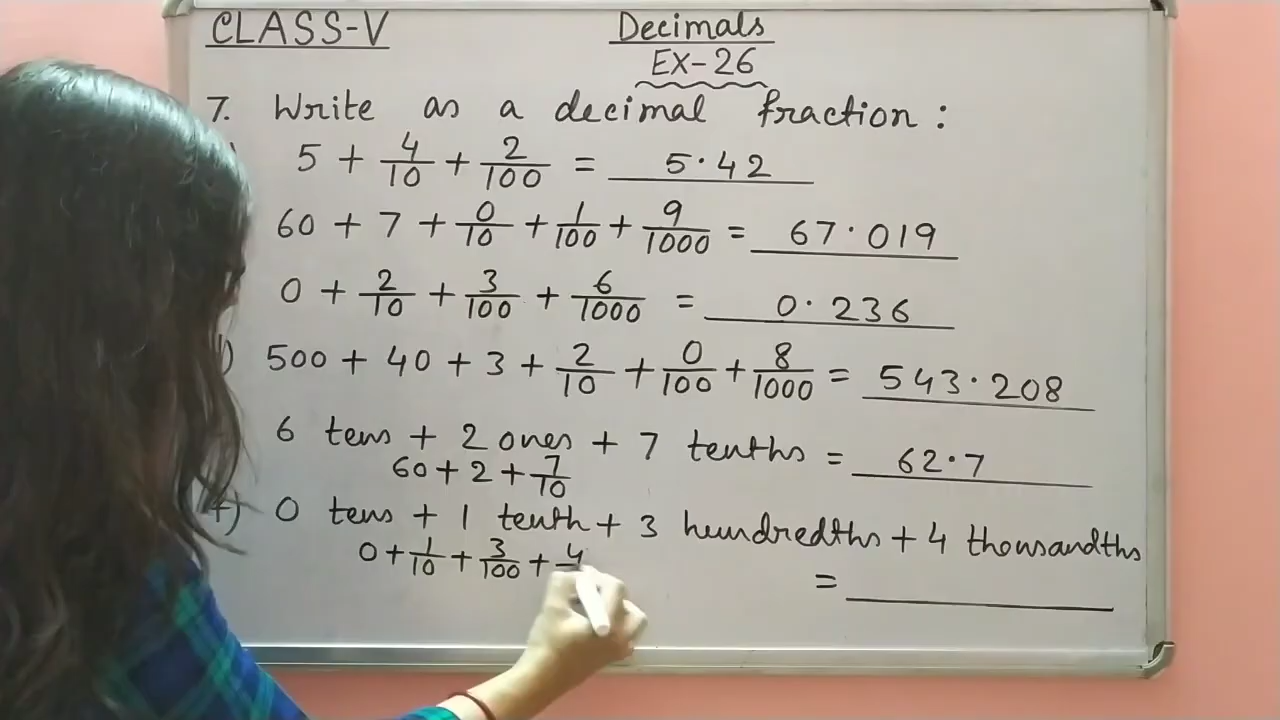 CLASS-V
Decimals
EX-26
7. Write as a decimal fraction :
5 + 4/10 + 2/100 = 5.42
60 + 7 + 0/10 + 1/100 + 9/1000 = 67.019
0 + 2/10 + 3/100 + 6/1000 = 0.236
500 + 40 + 3 + 2/10 + 0/100 + 8/1000 = 543.208
6 tens + 2 ones + 7 tenths = 62.7
60 + 2 + 7/10
f) 0 tens + 1 tenth + 3 hundredths + 4 thousandths
0 + 1/10 + 3/100 + 4
=